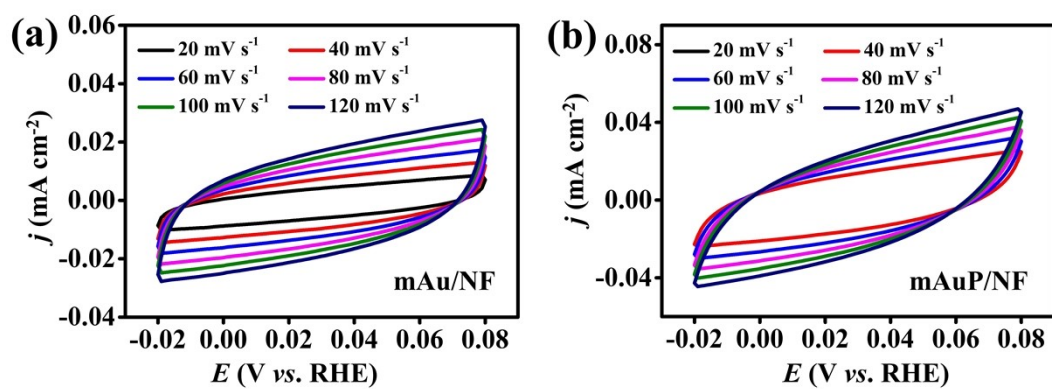 (a)
0.06
0.04
0.02
0.00
-0.02
-0.04
j (mA cm-2)
20 mV s-1 40 mV s-1
60 mV s-1 80 mV s-1
100 mV s-1 120 mV s-1
mAu/NF
-0.02 0.00 0.02 0.04 0.06 0.08
E (V vs. RHE)
(b)
0.08
0.04
0.00
-0.04
j (mA cm-2)
20 mV s-1 40 mV s-1
60 mV s-1 80 mV s-1
100 mV s-1 120 mV s-1
mAuP/NF
-0.02 0.00 0.02 0.04 0.06 0.08
E (V vs. RHE)